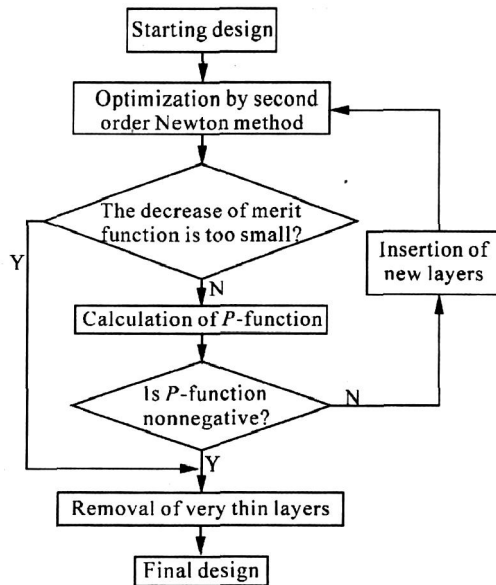 Starting design
Optimization by second
order Newton method
The decrease of merit
function is too small?
Y
Insertion of
new layers
N
Calculation of P-function
Is P-function
nonnegative?
N
Y
Removal of very thin layers
Final design